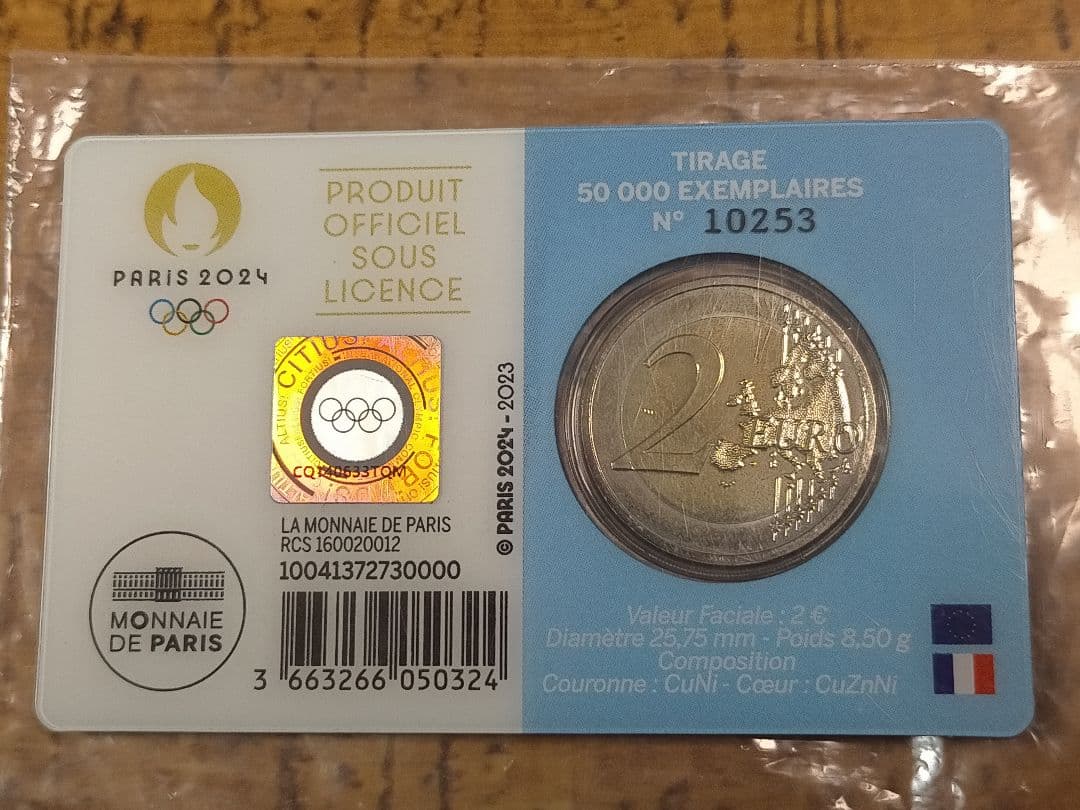 PARIS 2024
PRODUIT
OFFICIEL
SOUS
LICENCE
CITIUS
ALTIUS!
FORTIUS!
CQ140633TQM
LA MONNAIE DE PARIS
RCS 160020012
10041372730000
3 663266 050324
MONNAIE
DE PARIS
© PARIS 2024 - 2023
TIRAGE
50 000 EXEMPLAIRES
N° 10253
2 EURO
Valeur Faciale : 2 €
Diamètre 25,75 mm - Poids 8,50 g
Composition
Couronne : CuNi - Cœur : CuZnNi